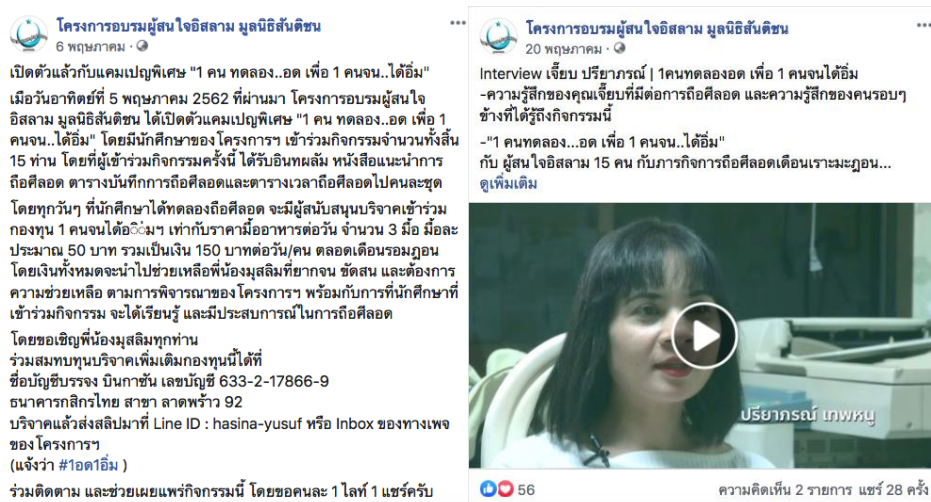 โครงการอบรมผู้สนใจอิสลาม มูลนิธิสันติชน
6 พฤษภาคม ·
เปิดตัวแล้วกับแคมเปญพิเศษ "1 คน ทดลอง..อด เพื่อ 1 คนจน..ได้อิ่ม"
เมื่อวันอาทิตย์ที่ 5 พฤษภาคม 2562 ที่ผ่านมา โครงการอบรมผู้สนใจ
อิสลาม มูลนิธิสันติชน ได้เปิดตัวแคมเปญพิเศษ "1 คน ทดลอง..อด เพื่อ 1
คนจน..ได้อิ่ม" โดยมีนักศึกษาของโครงการฯ เข้าร่วมกิจกรรมจำนวนทั้งสิ้น
15 ท่าน โดยที่ผู้เข้าร่วมกิจกรรมครั้งนี้ ได้รับอินทผลัม หนังสือแนะนำการ
ถือศีลอด ตารางบันทึกการถือศีลอดและตารางเวลาถือศีลอดไปคนละชุด
โดยทุกวันๆ ที่นักศึกษาได้ทดลองถือศีลอด จะมีผู้สนับสนุนบริจาคเข้าร่วม
กองทุน 1 คนจนได้อิ่มฯ เท่ากับราคามื้ออาหารต่อวัน จำนวน 3 มื้อ มื้อละ
ประมาณ 50 บาท รวมเป็นเงิน 150 บาทต่อวัน/คน ตลอดเดือนรอมฎอน
โดยเงินทั้งหมดจะนำไปช่วยเหลือพี่น้องมุสลิมที่ยากจน ขัดสน และต้องการ
ความช่วยเหลือ ตามการพิจารณาของโครงการฯ พร้อมกับการที่นักศึกษาที่
เข้าร่วมกิจกรรม จะได้เรียนรู้ และมีประสบการณ์ในการถือศีลอด
โดยขอเชิญพี่น้องมุสลิมทุกท่าน
ร่วมสมทบทุนบริจาคเพิ่มเติมกองทุนนี้ได้ที่
ชื่อบัญชีบรรจง บินกาซัน เลขบัญชี 633-2-17866-9
ธนาคารกสิกรไทย สาขา ลาดพร้าว 92
บริจาคแล้วส่งสลิปมาที่ Line ID : hasina-yusuf หรือ Inbox ของทางเพจ
ของโครงการฯ
(แจ้งว่า #1อด1อิ่ม )
ร่วมติดตาม และช่วยเผยแพร่กิจกรรมนี้ โดยขอคนละ 1 ไลท์ 1 แชร์ครับ
โครงการอบรมผู้สนใจอิสลาม มูลนิธิสันติชน
20 พฤษภาคม ·
Interview เจี๊ยบ ปรียาภรณ์ | 1คนทดลองอด เพื่อ 1 คนจนได้อิ่ม
-ความรู้สึกของคุณเจี๊ยบที่มีต่อการถือศีลอด และความรู้สึกของคนรอบๆ
ข้างที่ได้รู้ถึงกิจกรรมนี้
-"1 คนทดลอง...อด เพื่อ 1 คนจน..ได้อิ่ม"
กับ ผู้สนใจอิสลาม 15 คน กับภารกิจการถือศีลอดเดือนเราะมะฎอน...
ดูเพิ่มเติม
ปรียาภรณ์ เทพหนู
56
ความคิดเห็น 2 รายการ แชร์ 28 ครั้ง